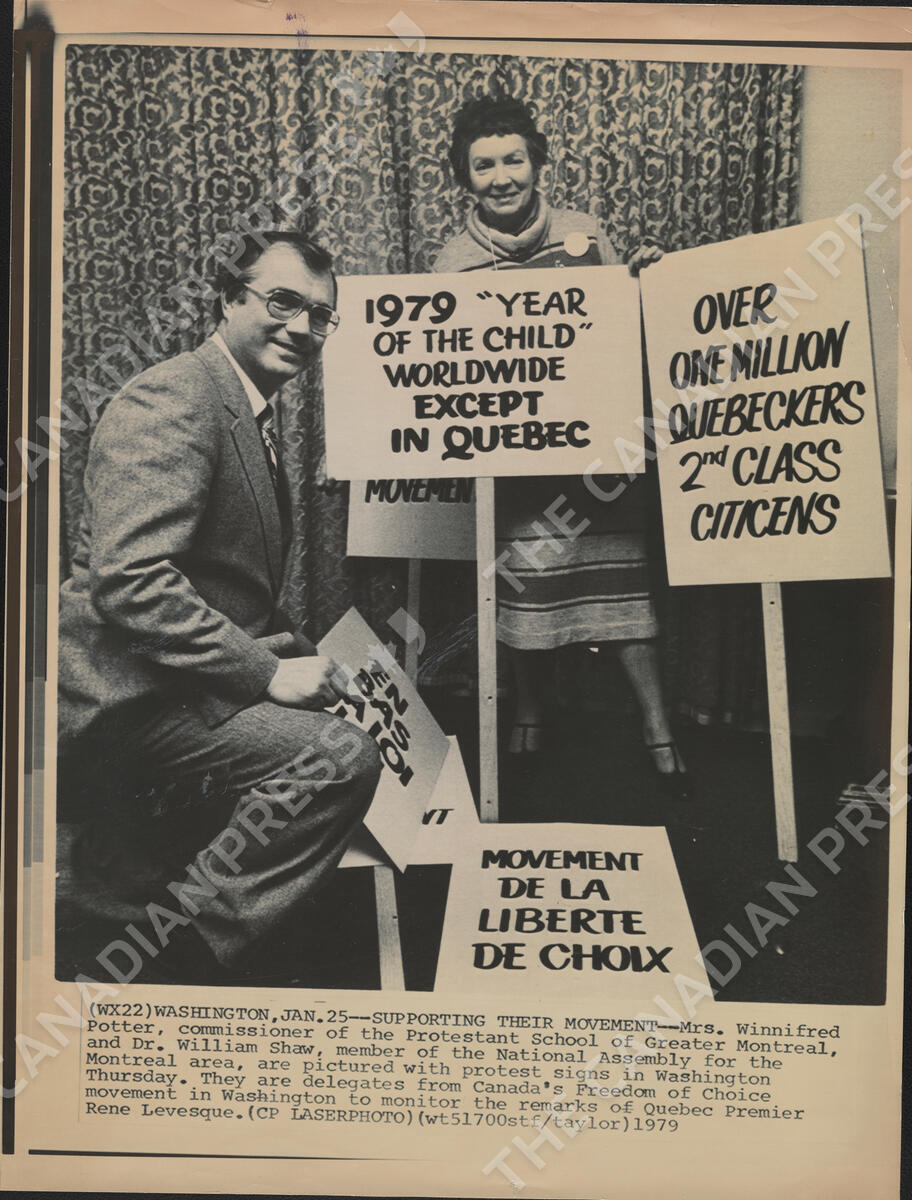 1979 "YEAR
OF THE CHILD"
WORLDWIDE
EXCEPT
IN QUEBEC
OVER
ONE MILLION
QUEBECKERS
2nd CLASS
CITICENS
MOVEMEN
MOVEMENT
DE LA
LIBERTE
DE CHOIX
(WX22)WASHINGTON,JAN.25--SUPPORTING THEIR MOVEMENT--Mrs. Winnifred
Potter, commissioner of the Protestant School of Greater Montreal,
and Dr. William Shaw, member of the National Assembly for the
Montreal area, are pictured with protest signs in Washington
Thursday. They are delegates from Canada's Freedom of Choice
movement in Washington to monitor the remarks of Quebec Premier
Rene Levesque.(CP LASERPHOTO)(wt51700stf/taylor)1979
THE CANADIAN PRESS